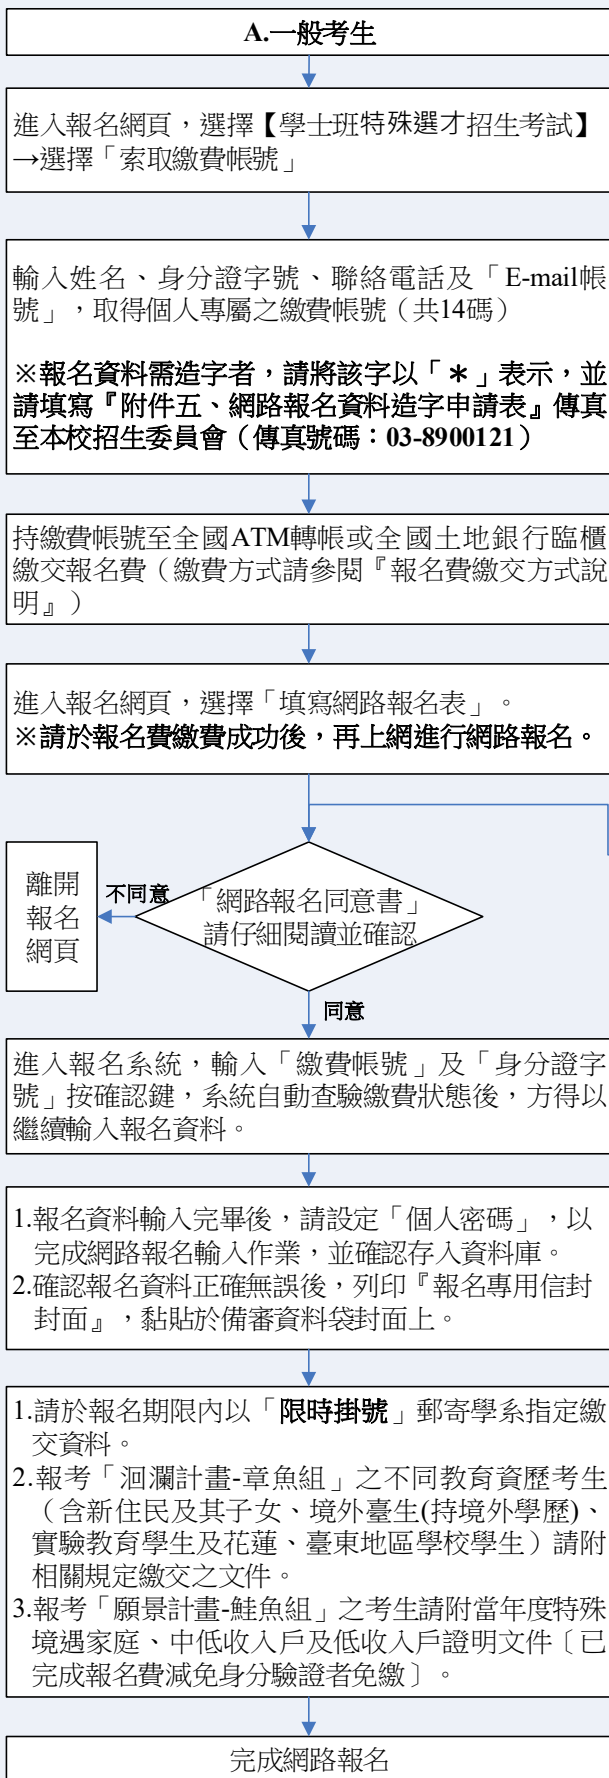 A.一般考生
進入報名網頁，選擇【學士班特殊選才招生考試】
→選擇「索取繳費帳號」
輸入姓名、身分證字號、聯絡電話及「E-mail帳
號」，取得個人專屬之繳費帳號（共14碼）
※報名資料需造字者，請將該字以「＊」表示，並
請填寫『附件五、網路報名資料造字申請表』傳真
至本校招生委員會（傳真號碼：03-8900121）
持繳費帳號至全國ATM轉帳或全國土地銀行臨櫃
繳交報名費（繳費方式請參閱『報名費繳交方式說
明』）
進入報名網頁，選擇「填寫網路報名表」。
※請於報名費繳費成功後，再上網進行網路報名。
離開
報名
網頁
不同意
「網路報名同意書」
請仔細閱讀並確認
同意
進入報名系統，輸入「繳費帳號」及「身分證字
號」按確認鍵，系統自動查驗繳費狀態後，方得以
繼續輸入報名資料。
1.報名資料輸入完畢後，請設定「個人密碼」，以
完成網路報名輸入作業，並確認存入資料庫。
2.確認報名資料正確無誤後，列印『報名專用信封
封面』，黏貼於備審資料袋封面上。
1.請於報名期限內以「限時掛號」郵寄學系指定繳
交資料。
2.報考「洄瀾計畫-章魚組」之不同教育資歷考生
（含新住民及其子女、境外臺生(持境外學歷)、
實驗教育學生及花蓮、臺東地區學校學生）請附
相關規定繳交之文件。
3.報考「願景計畫-鮭魚組」之考生請附當年度特殊
境遇家庭、中低收入戶及低收入戶證明文件〔已
完成報名費減免身分驗證者免繳〕。
完成網路報名